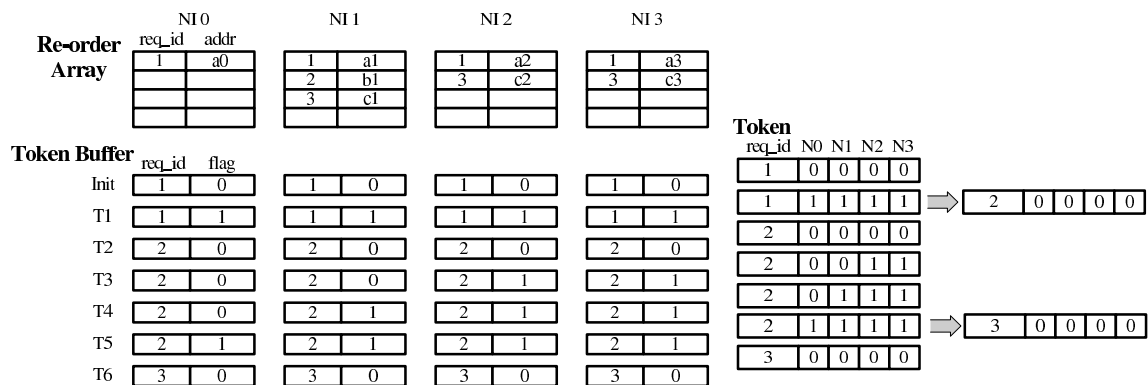 NI 0 NI 1 NI 2 NI 3
Re-order Array
req_id addr
1 a0 1 a1 1 a2 1 a3
2 b1 3 c2 3 c3
3 c1
Token
Token Buffer
req_id flag
req_id N0 N1 N2 N3
1 0 0 0 0
Init 1 0 1 0 1 0 1 0
1 1 1 1 1 2 0 0 0 0
T1 1 1 1 1 1 1 1 1
2 0 0 0 0
T2 2 0 2 0 2 0 2 0
2 0 0 1 1
T3 2 0 2 0 2 1 2 1
2 0 1 1 1
T4 2 0 2 1 2 1 2 1
2 1 1 1 1 3 0 0 0 0
T5 2 1 2 1 2 1 2 1
3 0 0 0 0
T6 3 0 3 0 3 0 3 0